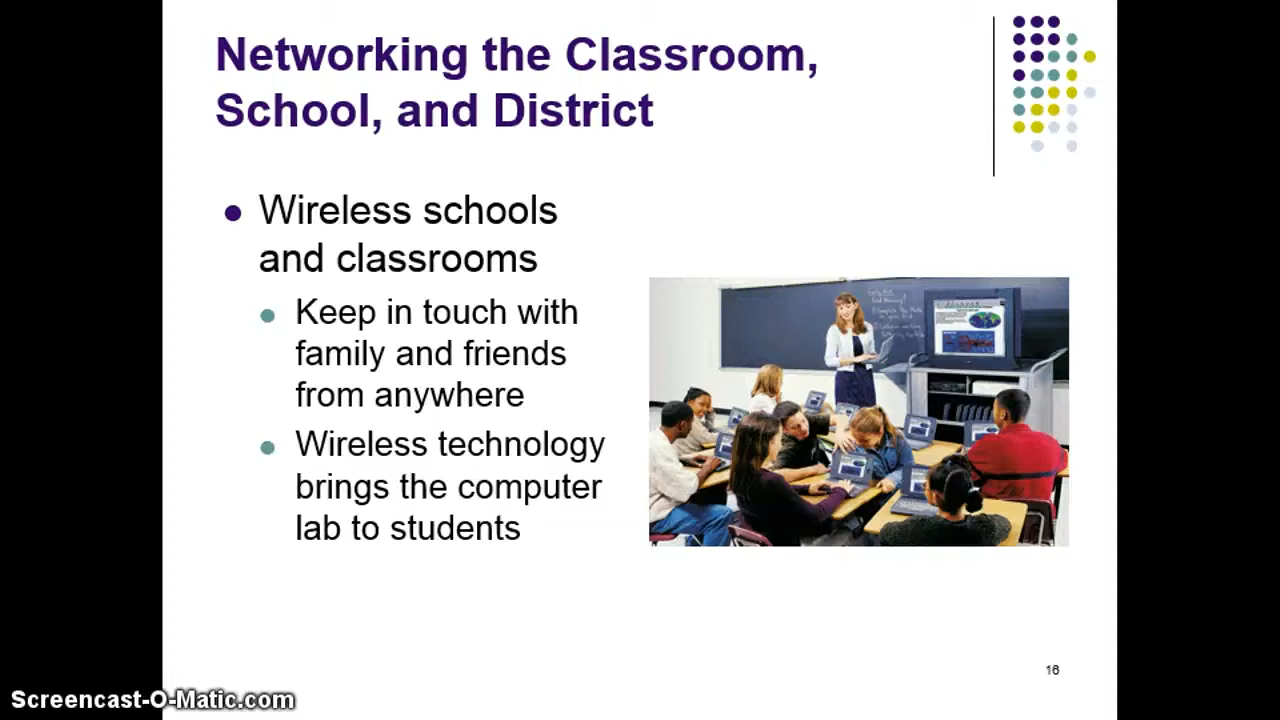 Networking the Classroom,
School, and District
Wireless schools
and classrooms
Keep in touch with
family and friends
from anywhere
Wireless technology
brings the computer
lab to students
16
Screencast-O-Matic.com